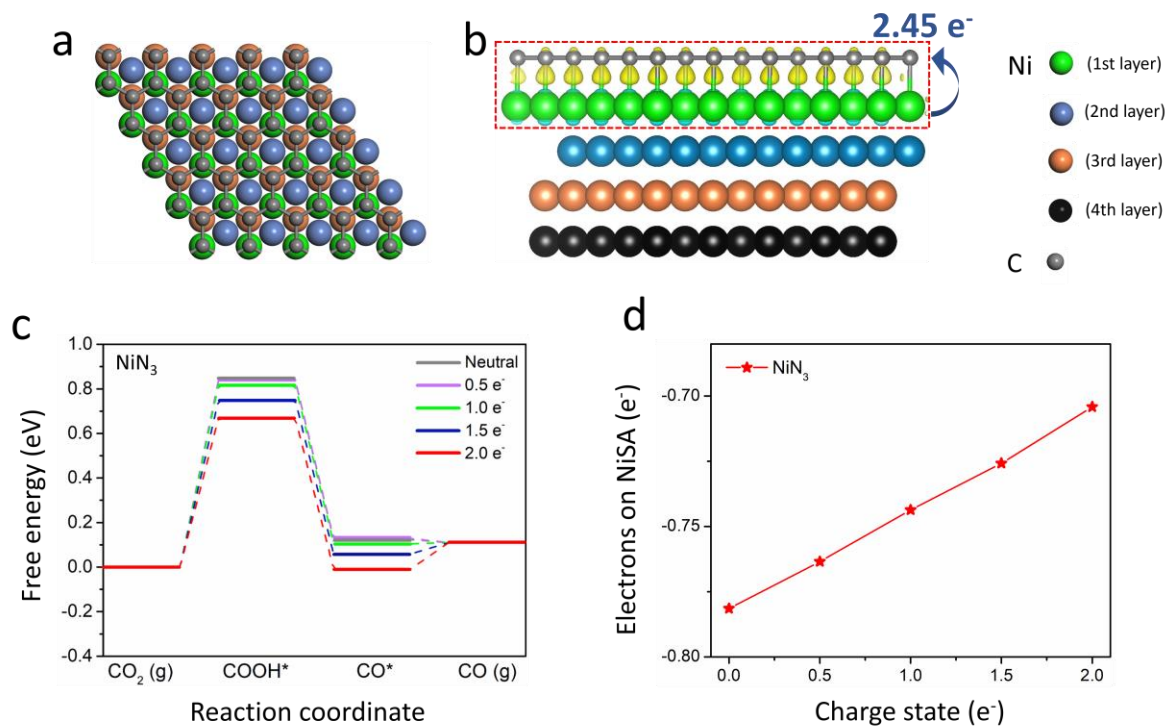 a
b
2.45 e⁻
Ni
(1st layer)
(2nd layer)
(3rd layer)
(4th layer)
C
c
NiN₃
Neutral
0.5 e⁻
1.0 e⁻
1.5 e⁻
2.0 e⁻
1.0
0.8
0.6
0.4
0.2
0.0
-0.2
-0.4
Free energy (eV)
CO₂ (g) COOH* CO* CO (g)
Reaction coordinate
d
NiN₃
-0.70
-0.75
-0.80
Electrons on NiSA (e⁻)
0.0 0.5 1.0 1.5 2.0
Charge state (e⁻)